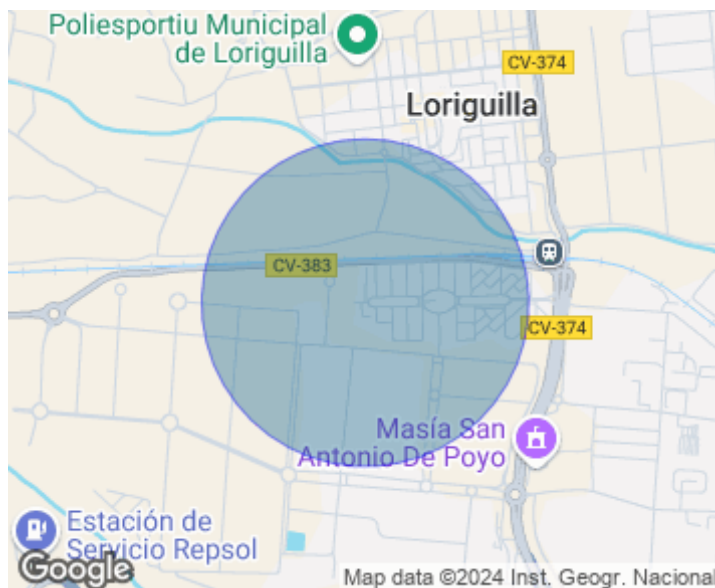 Poliesportiu Municipal
de Loriguilla
CV-374
Loriguilla
CV-383
CV-374
Masía San
Antonio De Poyo
Estación de
Servicio Repsol
Google
Map data ©2024 Inst. Geogr. Nacional